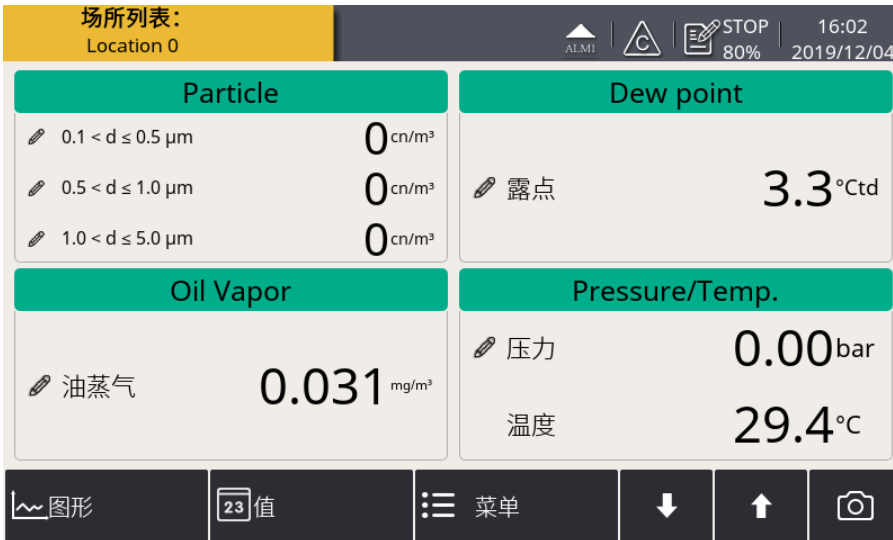 场所列表:
Location 0
ALMI
C
STOP
80%
16:02
2019/12/04
Particle
0.1 < d ≤ 0.5 μm 0 cn/m³
0.5 < d ≤ 1.0 μm 0 cn/m³
1.0 < d ≤ 5.0 μm 0 cn/m³
Dew point
露点 3.3 °Ctd
Oil Vapor
油蒸气 0.031 mg/m³
Pressure/Temp.
压力 0.00 bar
温度 29.4 °C
图形
23 值
菜单